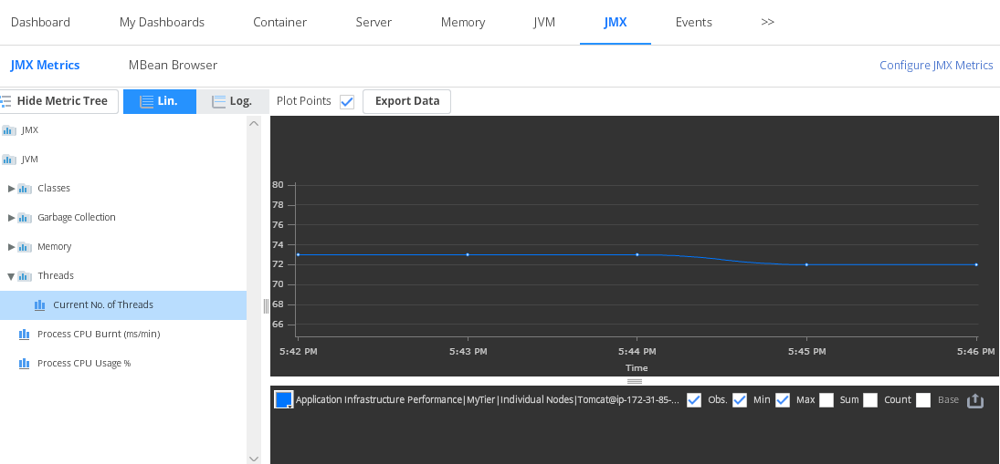 Dashboard My Dashboards Container Server Memory JVM JMX Events >>
JMX Metrics MBean Browser Configure JMX Metrics
Hide Metric Tree Lin. Log. Plot Points Export Data
JMX
JVM
Classes
Garbage Collection
Memory
Threads
Current No. of Threads
Process CPU Burnt (ms/min)
Process CPU Usage %
80
78
76
74
72
70
68
66
5:42 PM 5:43 PM 5:44 PM 5:45 PM 5:46 PM
Time
Application Infrastructure Performance|MyTier|Individual Nodes|Tomcat@ip-172-31-85-... Obs. Min Max Sum Count Base